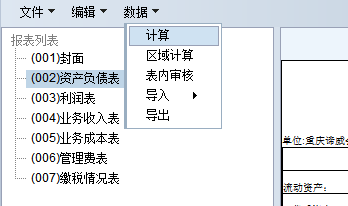 文件 编辑 数据
报表列表
(001)封面
(002)资产负债表
(003)利润表
(004)业务收入表
(005)业务成本表
(006)管理费表
(007)缴税情况表
计算
区域计算
表内审核
导入
导出
单位:重庆谛威
流动资产：